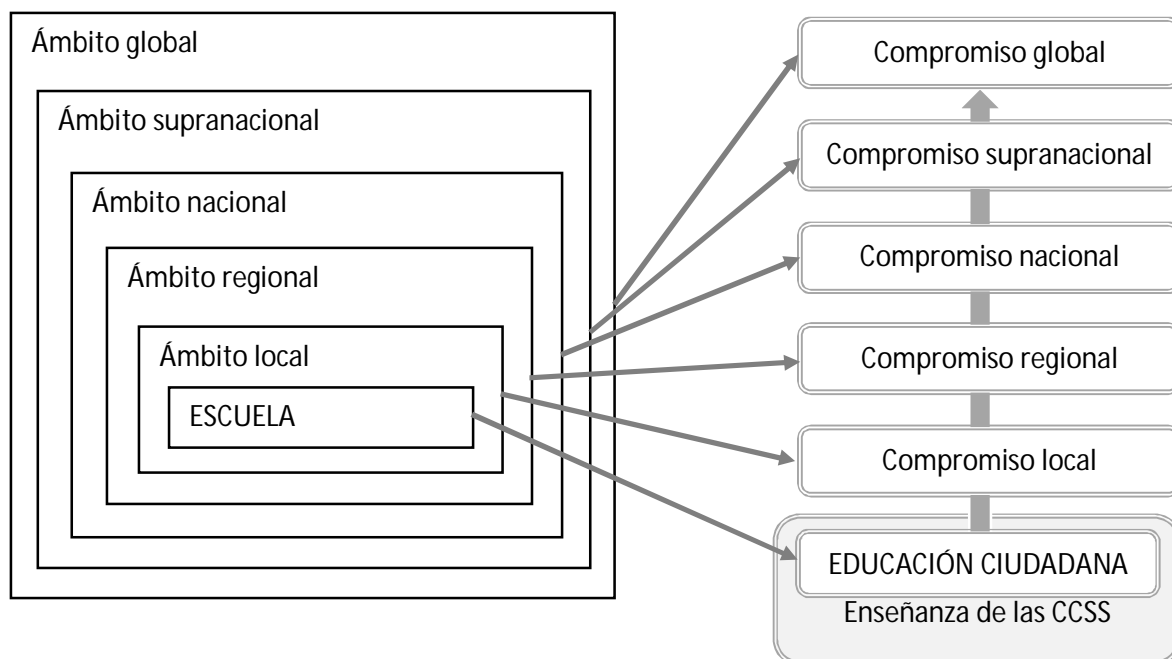 Ámbito global
Ámbito supranacional
Ámbito nacional
Ámbito regional
Ámbito local
ESCUELA
Compromiso global
Compromiso supranacional
Compromiso nacional
Compromiso regional
Compromiso local
EDUCACIÓN CIUDADANA
Enseñanza de las CCSS